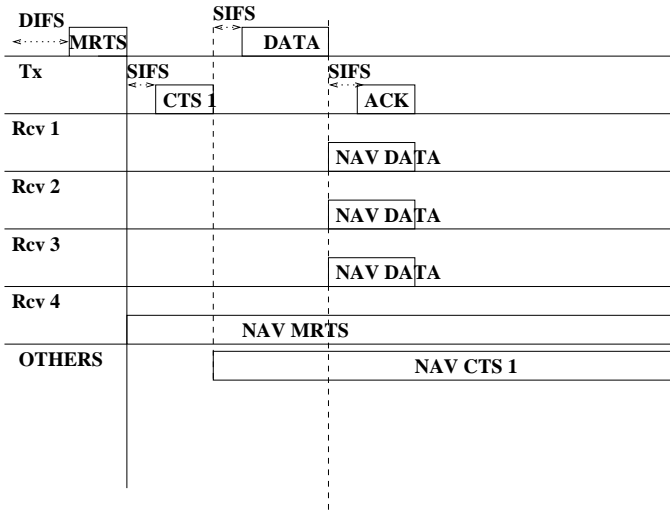 DIFS
SIFS
MRTS
DATA
Tx
SIFS
SIFS
CTS 1
ACK
Rcv 1
NAV DATA
Rcv 2
NAV DATA
Rcv 3
NAV DATA
Rcv 4
NAV MRTS
OTHERS
NAV CTS 1